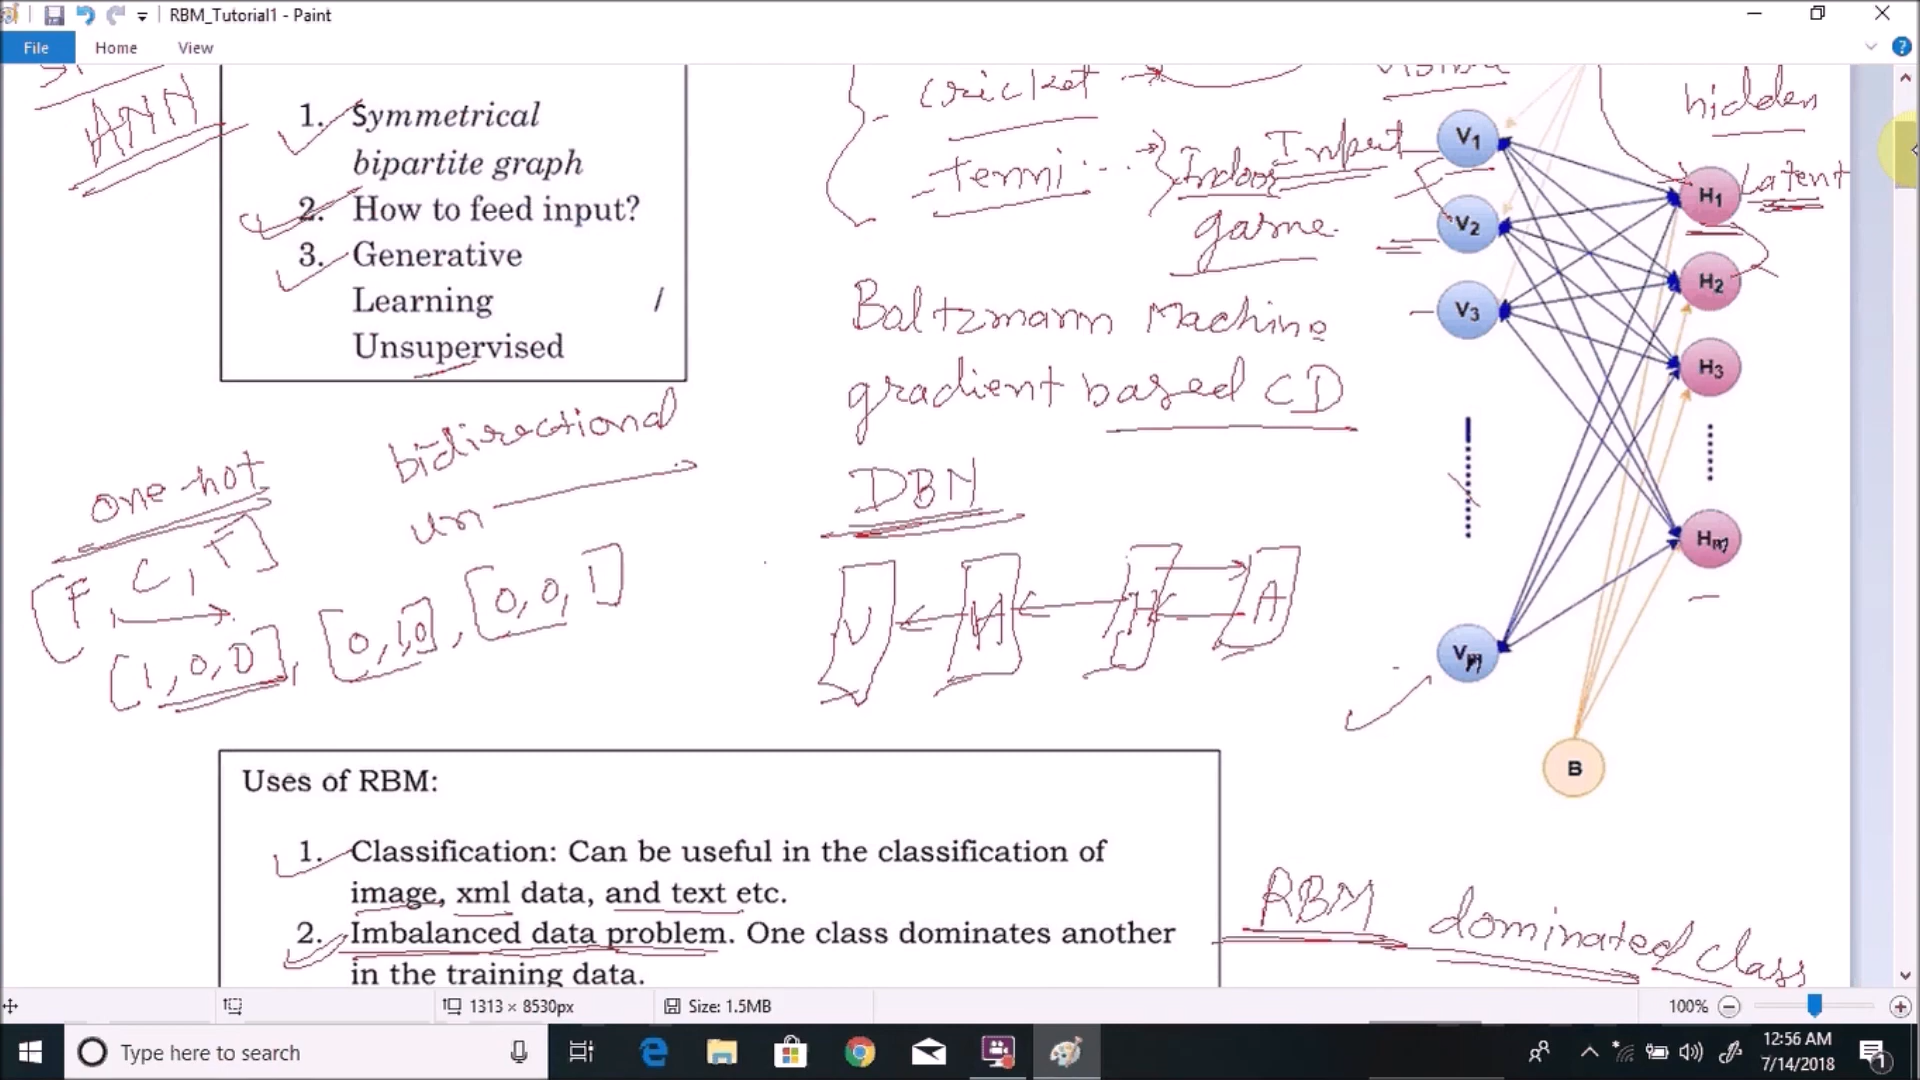 RBM_Tutorial1 - Paint
File Home View
?
ANN
1. Symmetrical
bipartite graph
2. How to feed input?
3. Generative
Learning /
Unsupervised
cricket
Tenni
Indoor
game
Input
hidden
Latent
V1
V2
V3
H1
H2
H3
Boltzmann Machine
gradient based CD
DBN
V H H A
bidirectional
un
one-hot
[F, C, T]
[1, 0, 0], [0, 1, 0], [0, 0, 1]
B
Uses of RBM:
1. Classification: Can be useful in the classification of
image, xml data, and text etc.
2. Imbalanced data problem. One class dominates another
in the training data.
RBM dominated class
1313 × 8530px Size: 1.5MB 100%
Type here to search
12:56 AM
7/14/2018
1